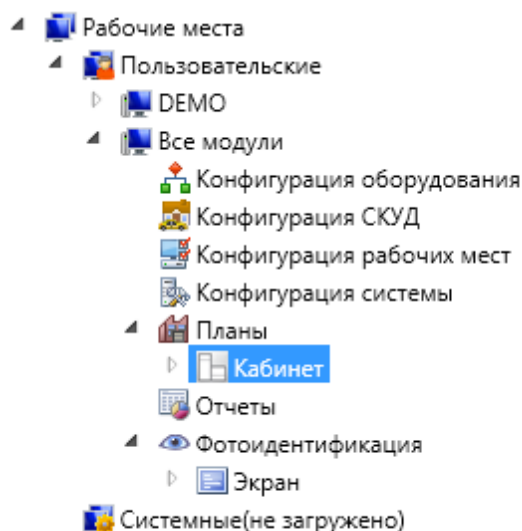 Рабочие места
Пользовательские
DEMO
Все модули
Конфигурация оборудования
Конфигурация СКУД
Конфигурация рабочих мест
Конфигурация системы
Планы
Кабинет
Отчеты
Фотоидентификация
Экран
Системные(не загружено)